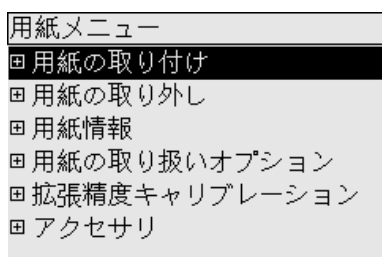 用紙メニュー
用紙の取り付け
用紙の取り外し
用紙情報
用紙の取り扱いオプション
拡張精度キャリブレーション
アクセサリ